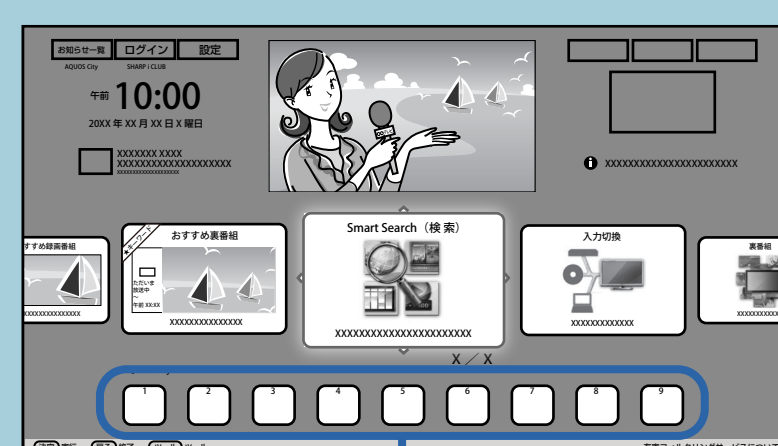 お知らせ一覧 ログイン 設定
AQUOS City SHARP i CLUB
午前 10:00
20XX 年 XX 月 XX 日 X 曜日
XXXXXXX XXXX
XXXXXXXXXXXXXXXXXXXXX
i XXXXXXXXXXXXXXXXXXXXXXX
すすめ録画番組
XXXXXXXXXXXXXX
★キーワード
おすすめ裏番組
ただいま
放送中
～
午前 XX:XX
XXXXXXXXXXXXXXX
Smart Search（検 索）
XXXXXXXXXXXXXXXXXXXXXXX
入力切換
XXXXXXXXXXXXX
裏番組
X ／ X
1 2 3 4 5 6 7 8 9